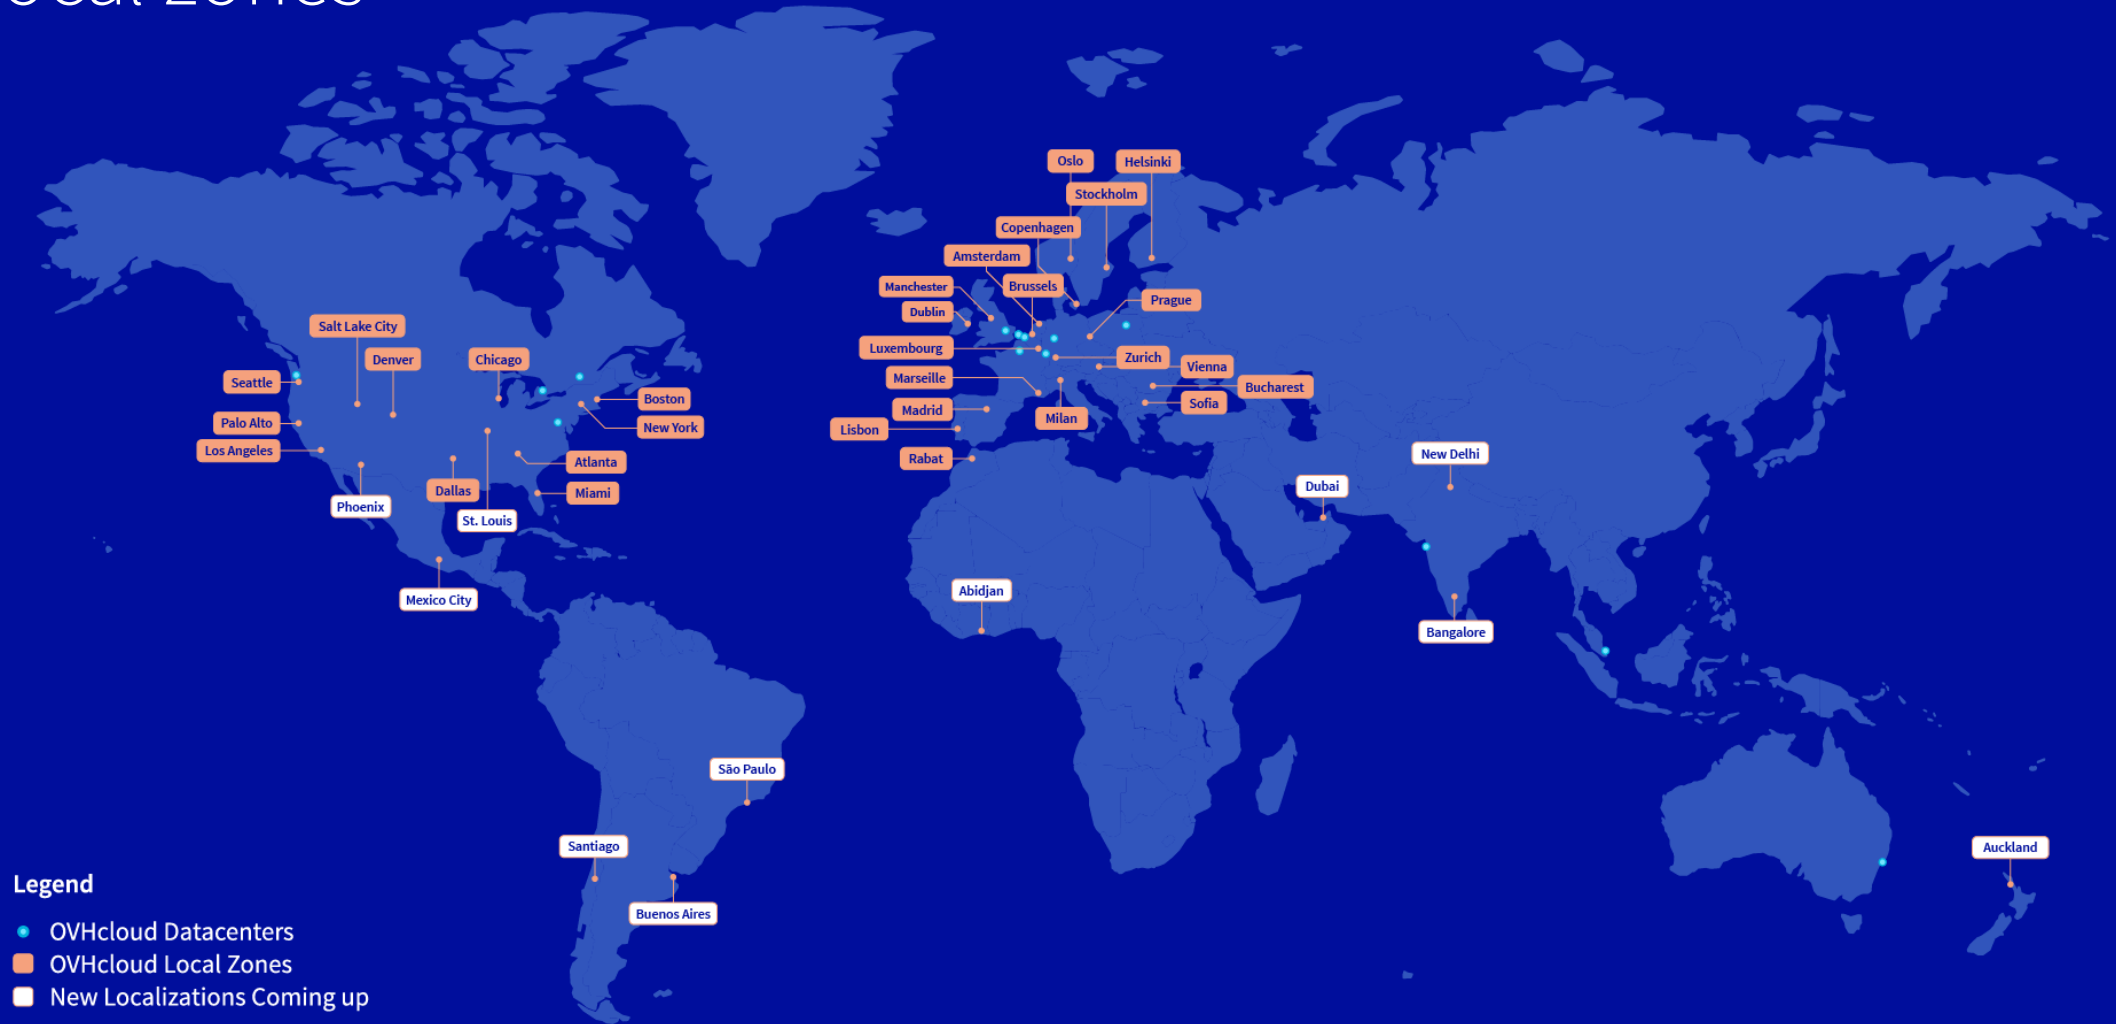 Local Zones
Oslo
Helsinki
Stockholm
Copenhagen
Amsterdam
Manchester
Brussels
Prague
Dublin
Salt Lake City
Luxembourg
Denver
Chicago
Zurich
Vienna
Seattle
Marseille
Bucharest
Boston
Madrid
Sofia
Milan
Palo Alto
New York
Lisbon
Los Angeles
Rabat
New Delhi
Atlanta
Dubai
Dallas
Miami
Phoenix
St. Louis
Abidjan
Mexico City
Bangalore
São Paulo
Santiago
Auckland
Buenos Aires
Legend
OVHcloud Datacenters
OVHcloud Local Zones
New Localizations Coming up